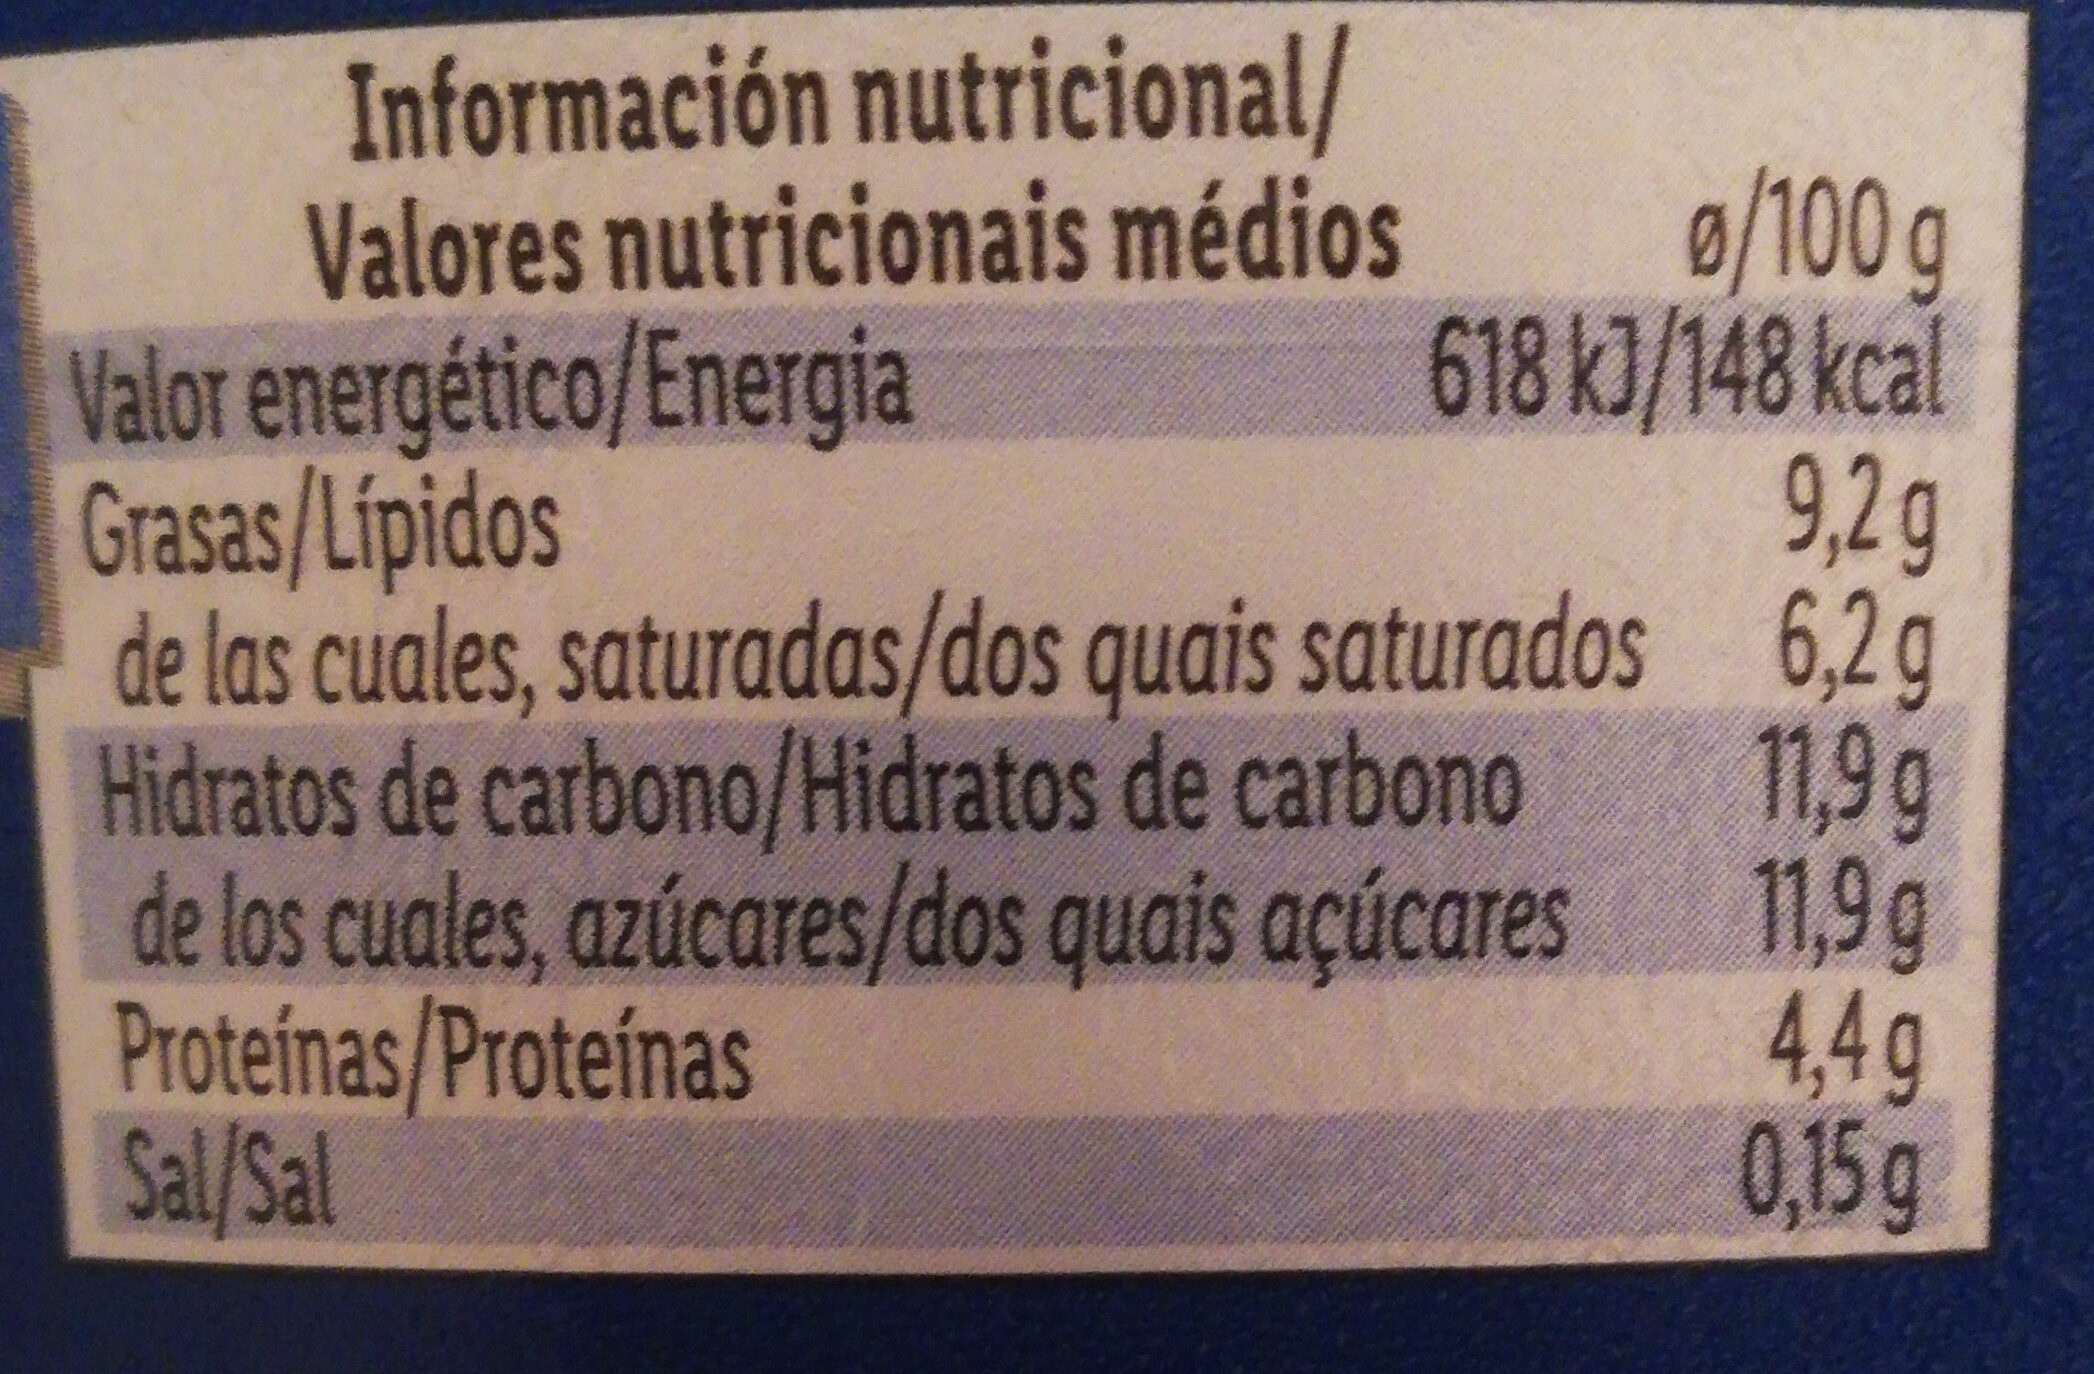 Información nutricional/
Valores nutricionais médios ø/100 g
Valor energético/Energia 618 kJ/148 kcal
Grasas/Lípidos 9,2 g
de las cuales, saturadas/dos quais saturados 6,2 g
Hidratos de carbono/Hidratos de carbono 11,9 g
de los cuales, azúcares/dos quais açúcares 11,9 g
Proteínas/Proteínas 4,4 g
Sal/Sal 0,15 g